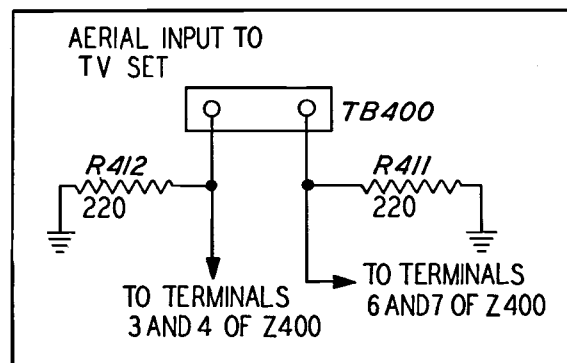 AERIAL INPUT TO
TV SET
TB400
R412
220
R411
220
TO TERMINALS
3 AND 4 OF Z400
TO TERMINALS
6 AND 7 OF Z400